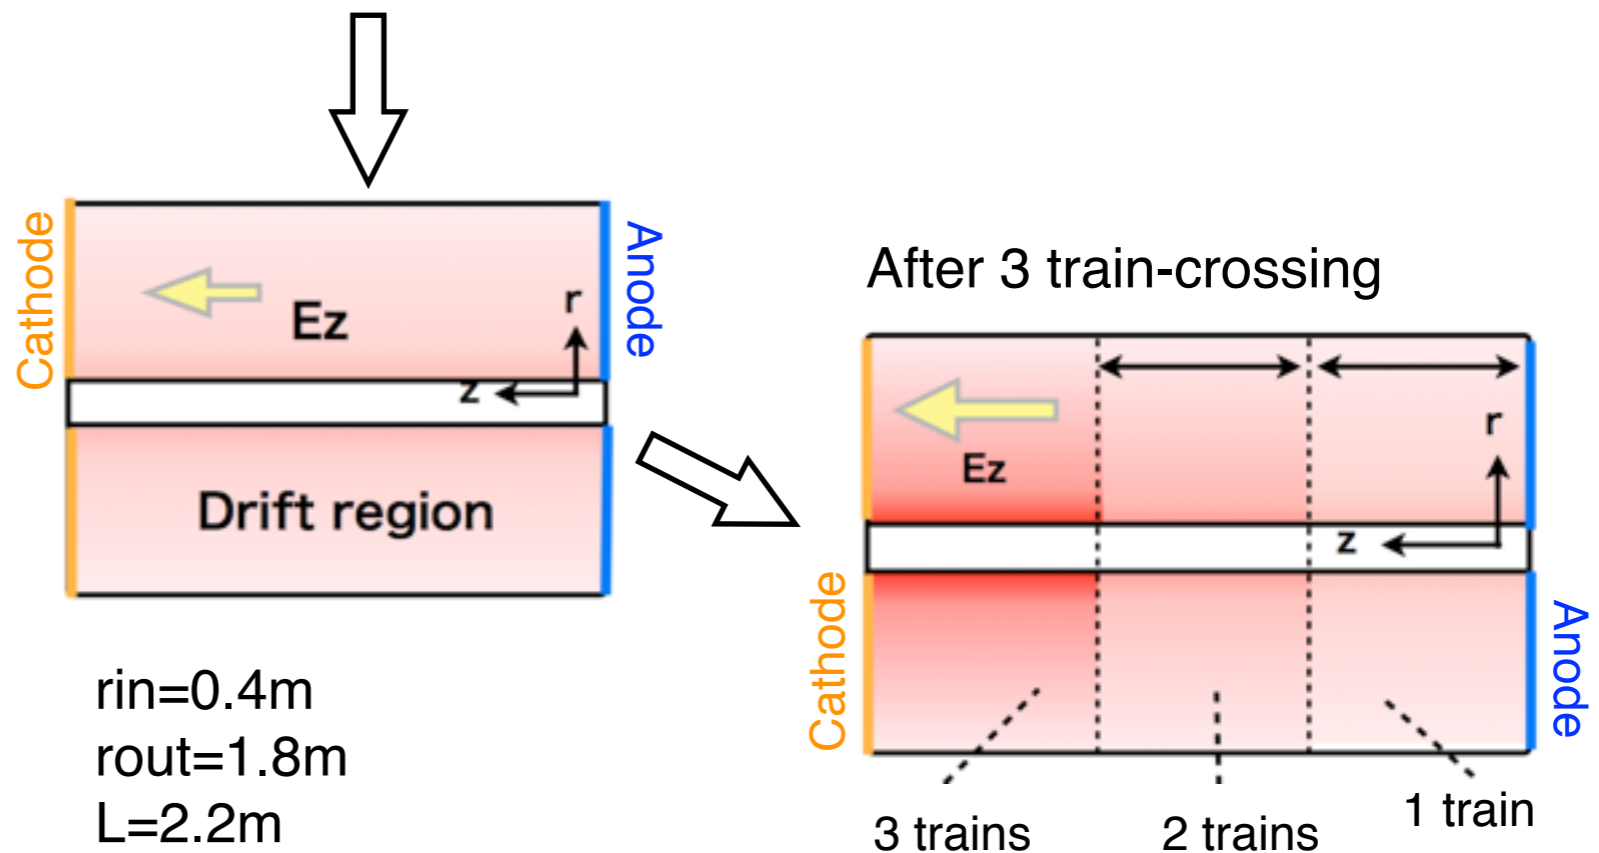 Cathode
Ez
r
z
Anode
Drift region
rin=0.4m
rout=1.8m
L=2.2m
After 3 train-crossing
Ez
r
z
Cathode
Anode
3 trains
2 trains
1 train